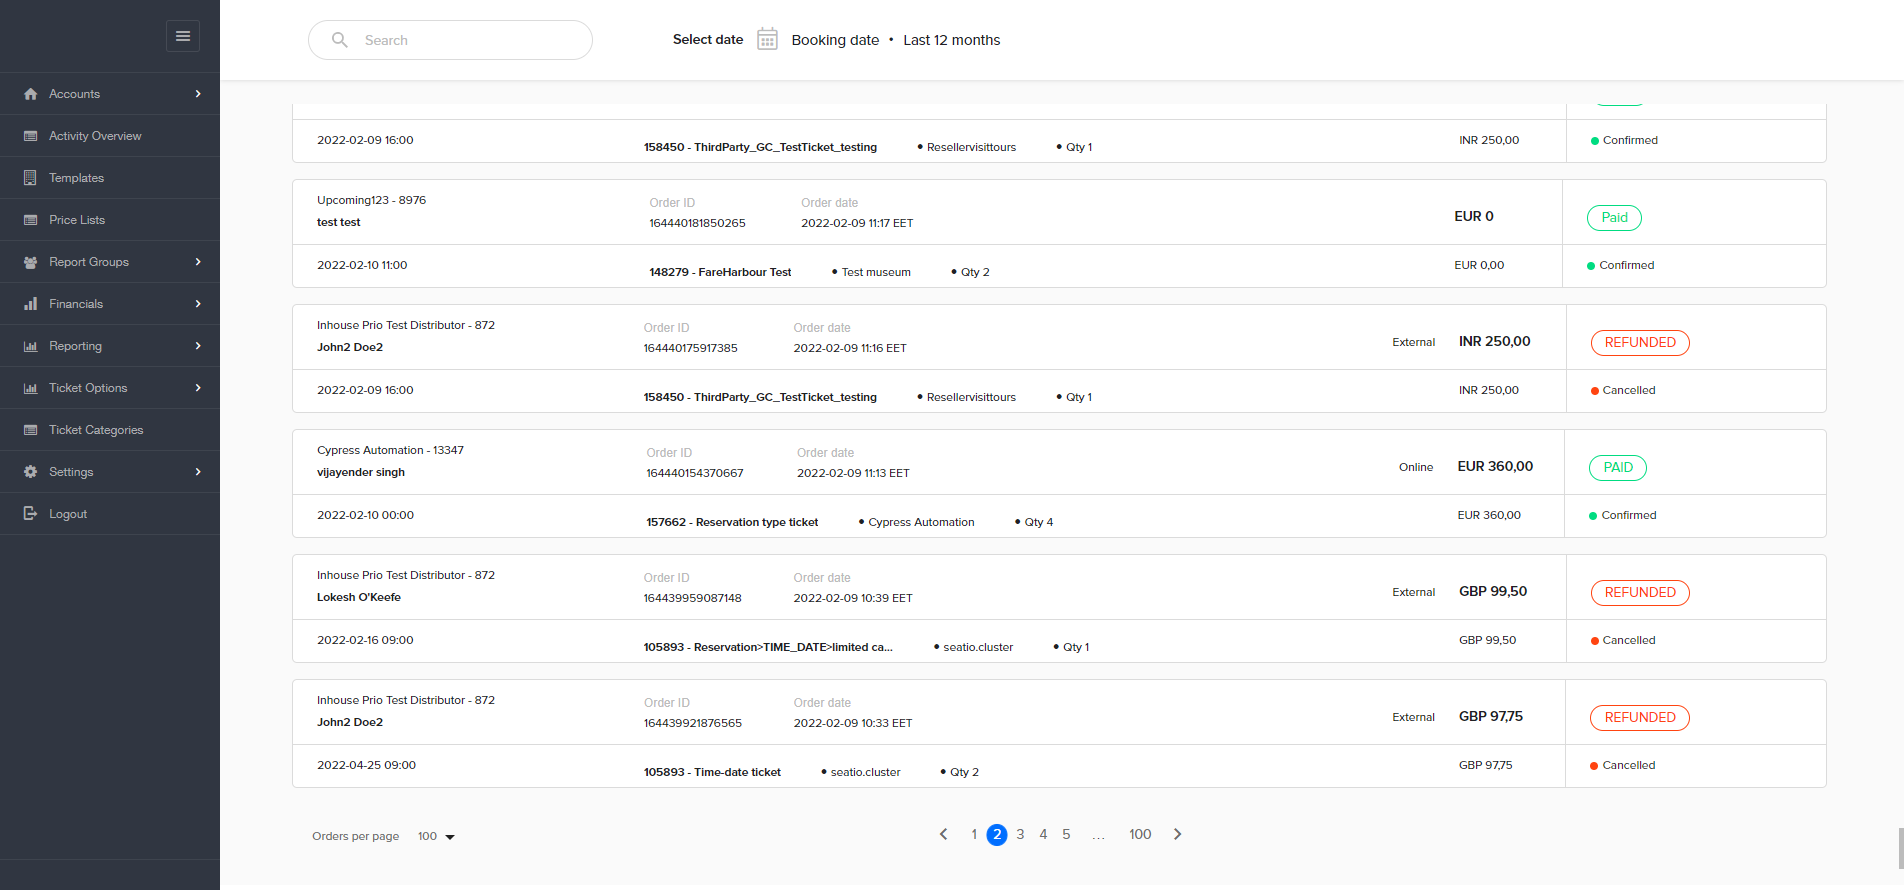 Accounts
Activity Overview
Templates
Price Lists
Report Groups
Financials
Reporting
Ticket Options
Ticket Categories
Settings
Logout
Search
Select date Booking date • Last 12 months
2022-02-09 16:00 158450 - ThirdParty_GC_TestTicket_testing • Resellervisittours • Qty 1 INR 250,00 Confirmed
Upcoming123 - 8976 Order ID Order date
test test 164440181850265 2022-02-09 11:17 EET EUR 0 Paid
2022-02-10 11:00 148279 - FareHarbour Test • Test museum • Qty 2 EUR 0,00 Confirmed
Inhouse Prio Test Distributor - 872 Order ID Order date
John2 Doe2 164440175917385 2022-02-09 11:16 EET External INR 250,00 REFUNDED
2022-02-09 16:00 158450 - ThirdParty_GC_TestTicket_testing • Resellervisittours • Qty 1 INR 250,00 Cancelled
Cypress Automation - 13347 Order ID Order date
vijayender singh 164440154370667 2022-02-09 11:13 EET Online EUR 360,00 PAID
2022-02-10 00:00 157662 - Reservation type ticket • Cypress Automation • Qty 4 EUR 360,00 Confirmed
Inhouse Prio Test Distributor - 872 Order ID Order date
Lokesh O'Keefe 164439959087148 2022-02-09 10:39 EET External GBP 99,50 REFUNDED
2022-02-16 09:00 105893 - Reservation>TIME_DATE>limited ca... • seatio.cluster • Qty 1 GBP 99,50 Cancelled
Inhouse Prio Test Distributor - 872 Order ID Order date
John2 Doe2 164439921876565 2022-02-09 10:33 EET External GBP 97,75 REFUNDED
2022-04-25 09:00 105893 - Time-date ticket • seatio.cluster • Qty 2 GBP 97,75 Cancelled
Orders per page 100
1 2 3 4 5 ... 100